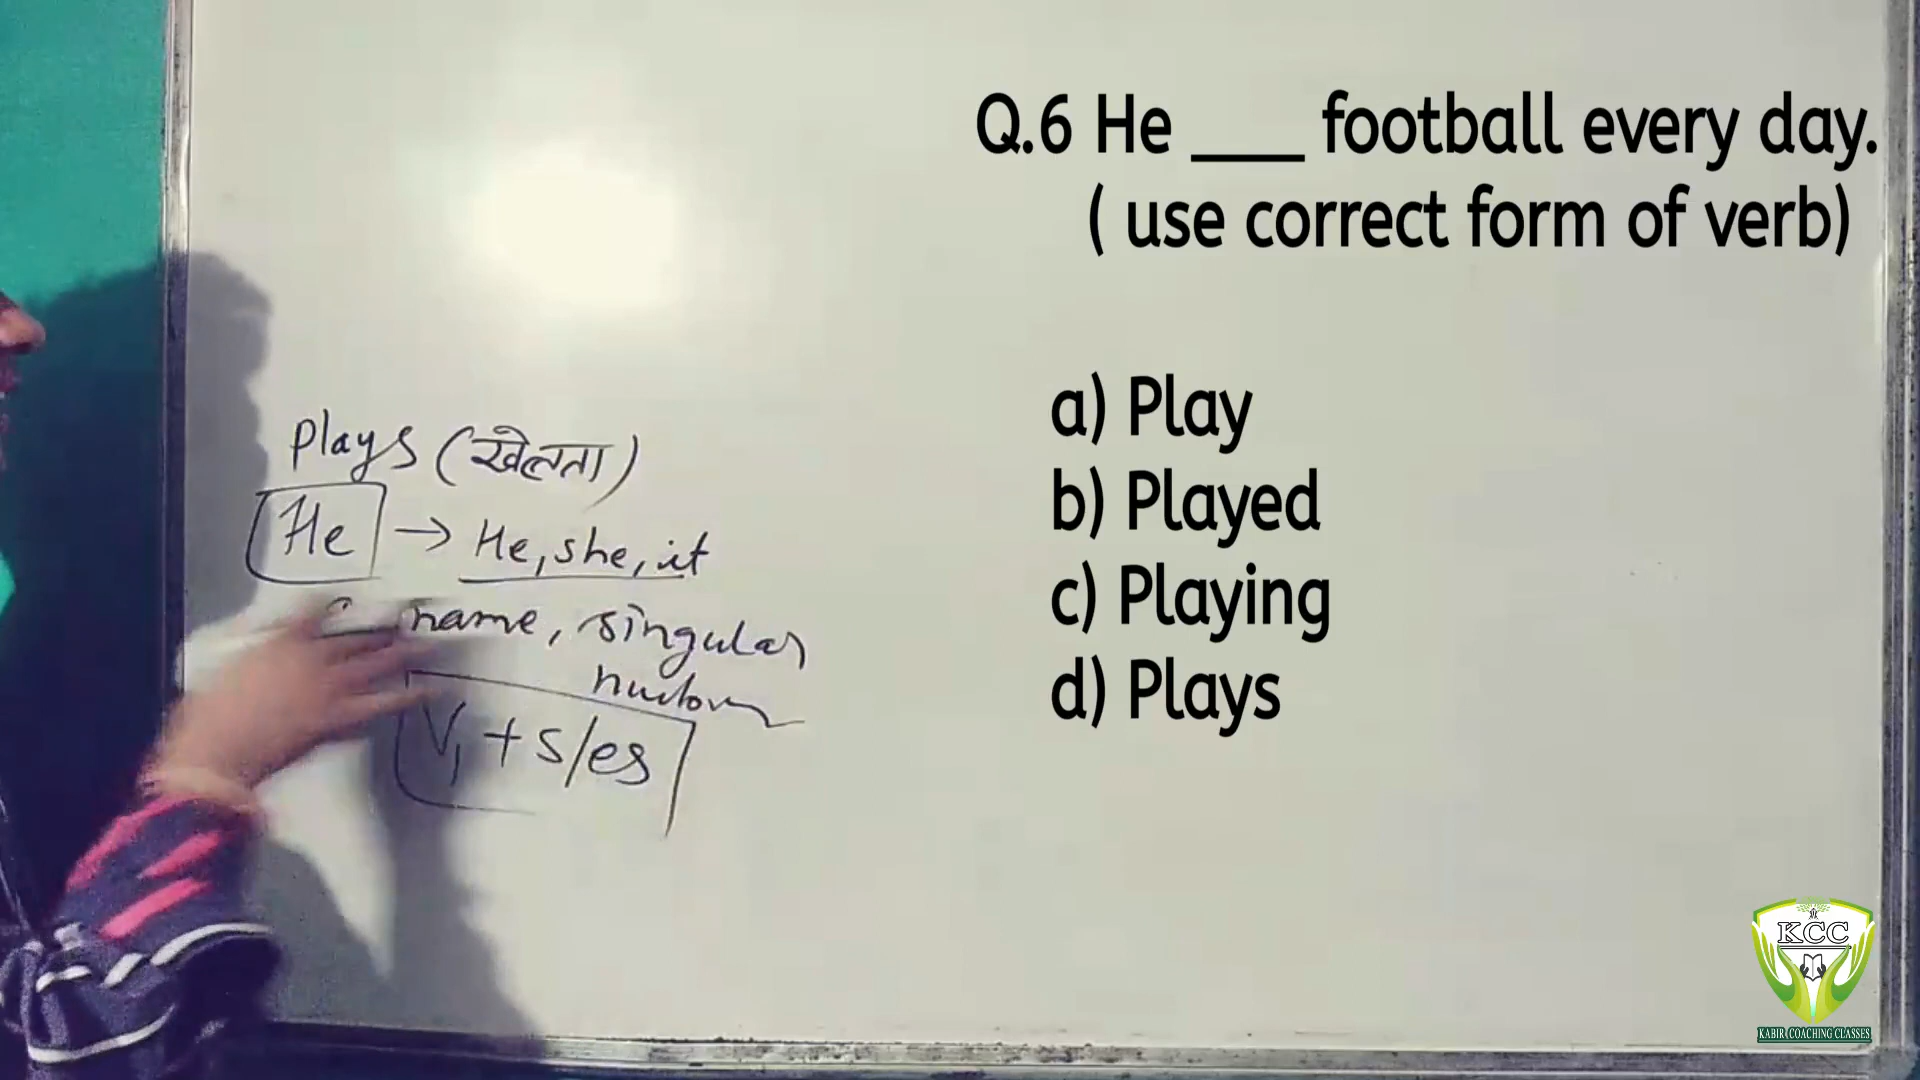 Q.6 He ___ football every day.
( use correct form of verb)
a) Play
b) Played
c) Playing
d) Plays
plays (खेलता)
He → He, she, it
name, singular
V₁ + s/es
KCC
KABIR COACHING CLASSES